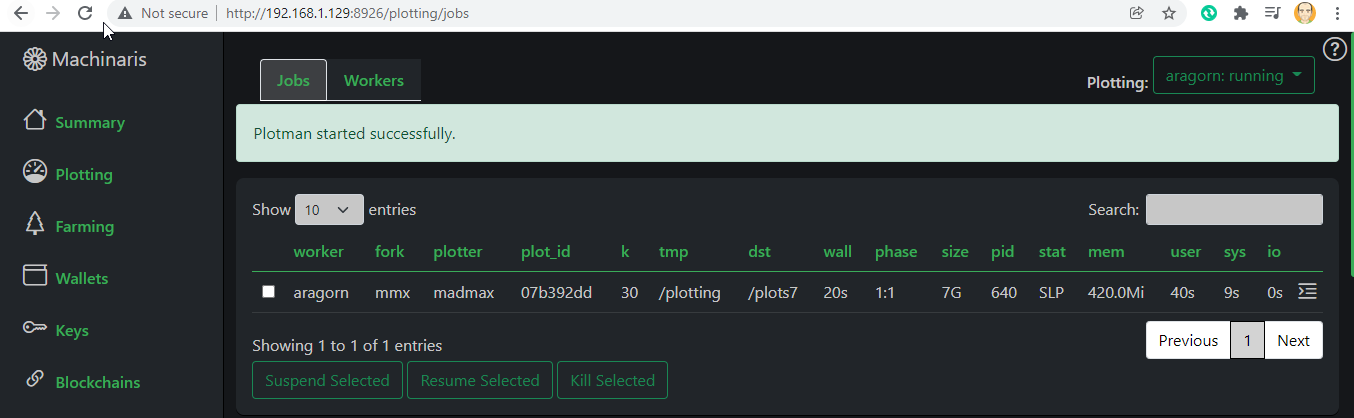 Not secure | http://192.168.1.129:8926/plotting/jobs
Machinaris
Summary
Plotting
Farming
Wallets
Keys
Blockchains
Jobs Workers
Plotting: aragorn: running
Plotman started successfully.
Show 10 entries Search:
worker fork plotter plot_id k tmp dst wall phase size pid stat mem user sys io
aragorn mmx madmax 07b392dd 30 /plotting /plots7 20s 1:1 7G 640 SLP 420.0Mi 40s 9s 0s
Showing 1 to 1 of 1 entries
Previous 1 Next
Suspend Selected Resume Selected Kill Selected